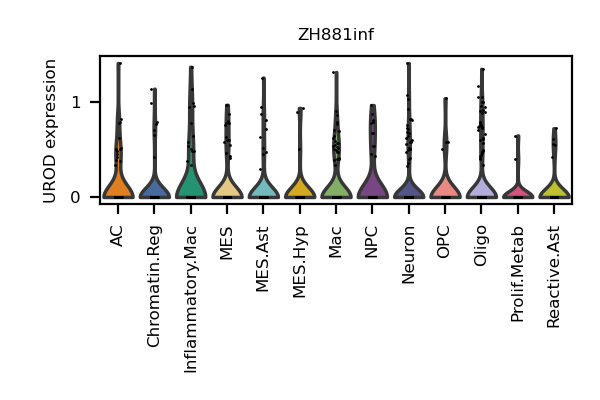 ZH881inf
UROD expression
1
0
AC
Chromatin.Reg
Inflammatory.Mac
MES
MES.Ast
MES.Hyp
Mac
NPC
Neuron
OPC
Oligo
Prolif.Metab
Reactive.Ast